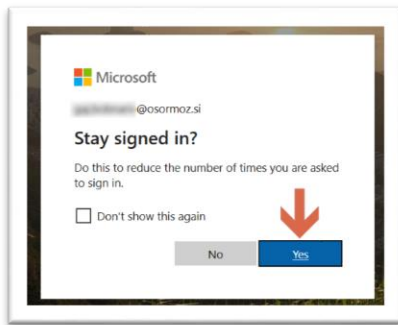 Microsoft
@osormoz.si
Stay signed in?
Do this to reduce the number of times you are asked
to sign in.
Don't show this again
No
Yes